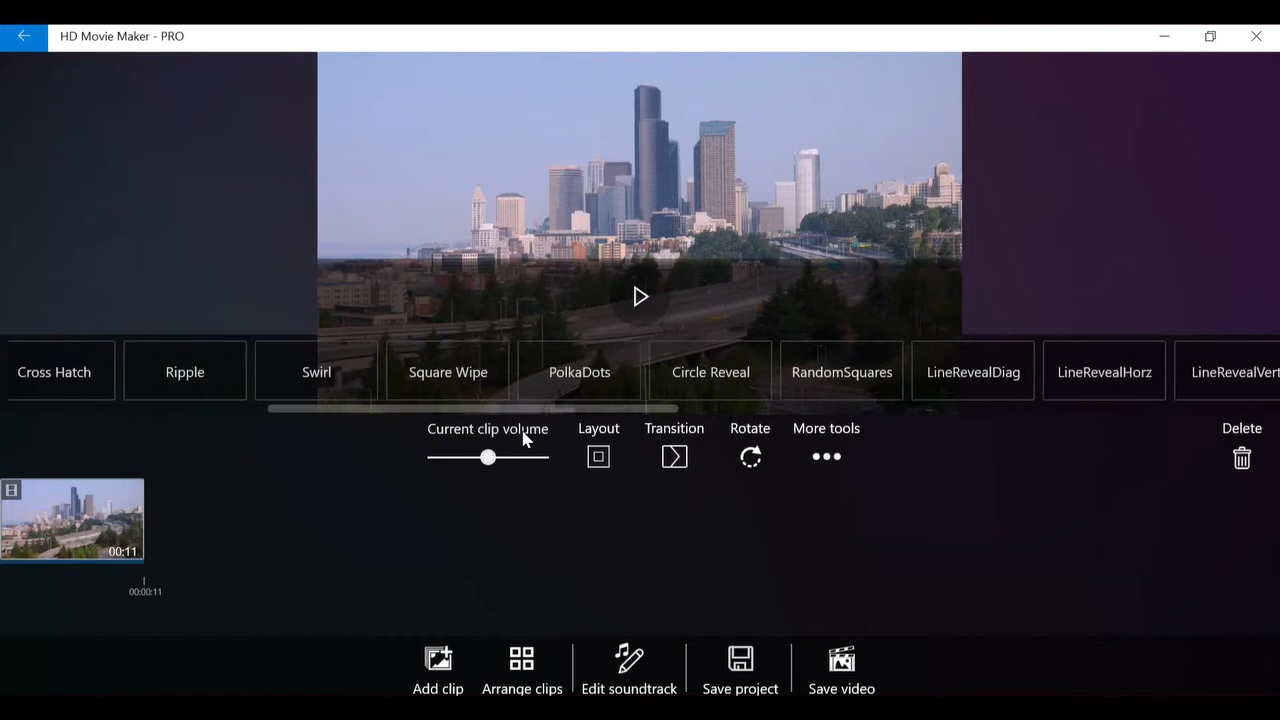 HD Movie Maker - PRO
Cross Hatch
Ripple
Swirl
Square Wipe
PolkaDots
Circle Reveal
RandomSquares
LineRevealDiag
LineRevealHorz
LineRevealVert
Current clip volume
Layout
Transition
Rotate
More tools
Delete
00:11
00:00:11
Add clip
Arrange clips
Edit soundtrack
Save project
Save video